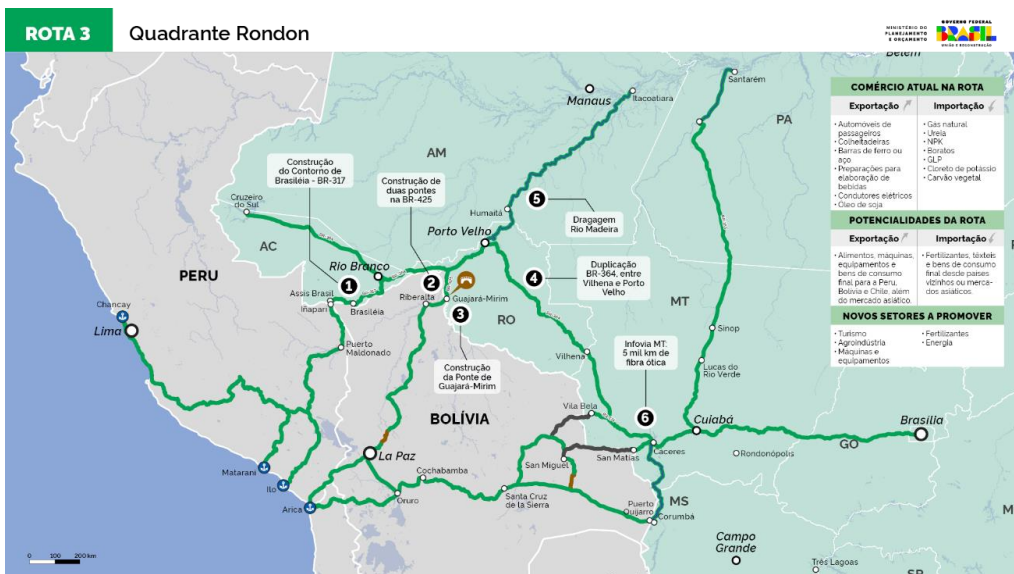 ROTA 3
Quadrante Rondon
MINISTÉRIO DO
PLANEJAMENTO
E ORÇAMENTO
GOVERNO FEDERAL
BRASIL
UNIÃO E RECONSTRUÇÃO
Belém
Santarém
Manaus
Itacoatiara
PA
AM
COMÉRCIO ATUAL NA ROTA
Exportação
• Automóveis de
passageiros
• Colheitadeiras
• Barras de ferro ou
aço
• Preparações para
elaboração de
bebidas
• Condutores elétricos
• Óleo de soja
Importação
• Gás natural
• Ureia
• NPK
• Boratos
• GLP
• Cloreto de potássio
• Carvão vegetal
POTENCIALIDADES DA ROTA
Exportação
• Alimentos, máquinas,
equipamentos e
bens de consumo
final para a Peru,
Bolívia e Chile, além
do mercado asiático.
Importação
• Fertilizantes, têxteis
e bens de consumo
final desde países
vizinhos ou merca-
dos asiáticos.
NOVOS SETORES A PROMOVER
• Turismo
• Agroindústria
• Máquinas e
equipamentos
• Fertilizantes
• Energia
Construção
do Contorno de
Brasiléia - BR-317
Construção de
duas pontes
na BR-425
Cruzeiro
do Sul
AC
Humaitá
5
Dragagem
Rio Madeira
Porto Velho
Rio Branco
PERU
1
2
4
Duplicação
BR-364, entre
Vilhena e Porto
Velho
Assis Brasil
Iñapari
Brasiléia
Riberalta
Guajará-Mirim
MT
Chancay
Lima
3
RO
Sinop
Puerto
Maldonado
Construção
da Ponte de
Guajará-Mirim
Vilhena
Infovia MT:
5 mil km de
fibra ótica
Lucas do
Rio Verde
BOLÍVIA
Vila Bela
6
Cuiabá
Brasília
GO
Cáceres
Rondonópolis
La Paz
San Miguel
San Matías
Matarani
Cochabamba
Ilo
Arica
Oruro
Santa Cruz
de la Sierra
Puerto
Quijarro
Corumbá
MS
Campo
Grande
Três Lagoas
SP
M
0 100 200 km